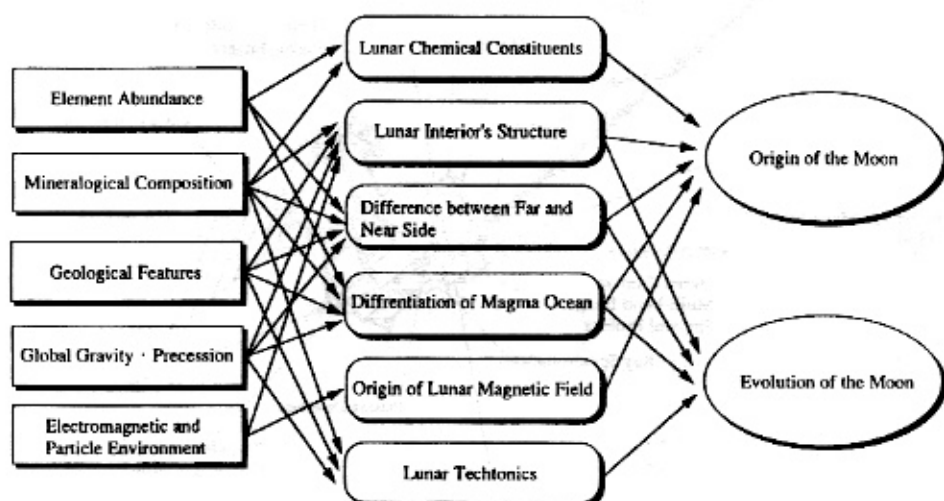 Element Abundance
Mineralogical Composition
Geological Features
Global Gravity · Precession
Electromagnetic and
Particle Environment
Lunar Chemical Constituents
Lunar Interior's Structure
Difference between Far and
Near Side
Diffrentiation of Magma Ocean
Origin of Lunar Magnetic Field
Lunar Techtonics
Origin of the Moon
Evolution of the Moon